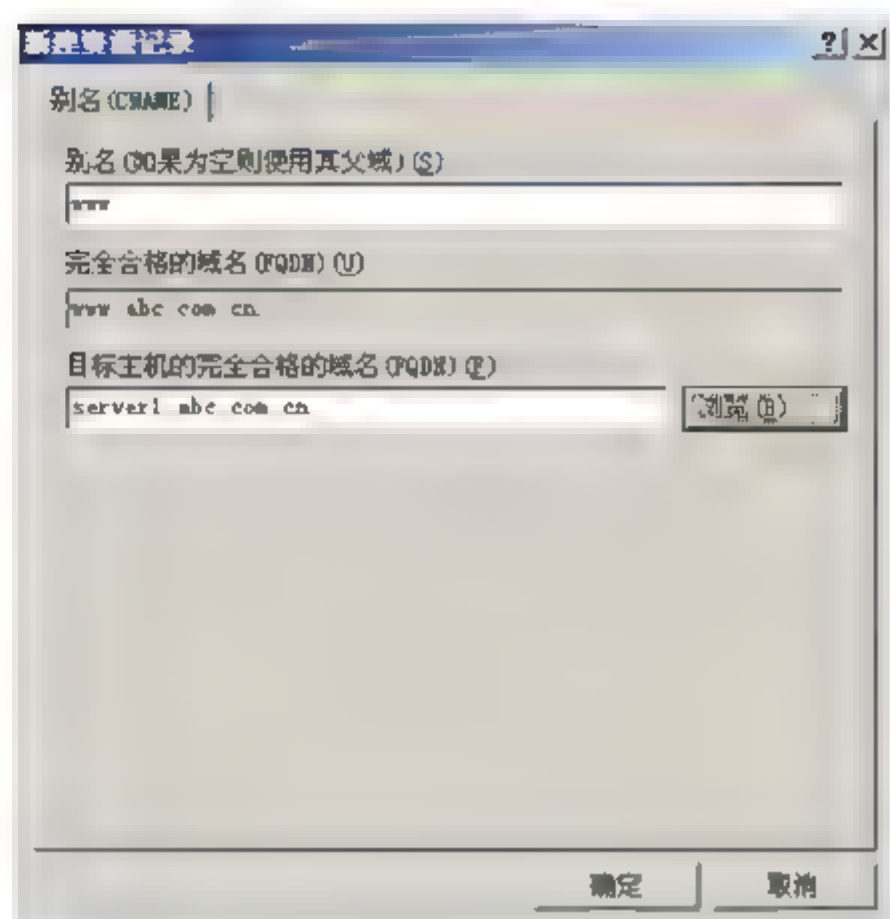 新建资源记录
别名(CNAME)
别名(如果为空则使用其父域)(S)
www
完全合格的域名(FQDN)(U)
www abc com cn
目标主机的完全合格的域名(FQDN)(F)
server1 abc com cn
浏览(B)
确定
取消